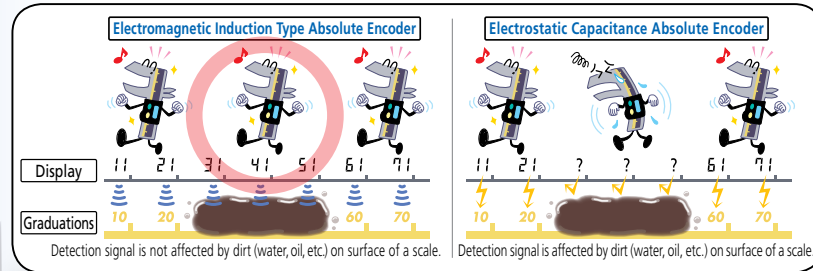 Electromagnetic Induction Type Absolute Encoder
Electrostatic Capacitance Absolute Encoder
Display
11 21 31 41 51 61 71
11 21 ? ? ? 61 71
Graduations
10 20 60 70
10 20 60 70
Detection signal is not affected by dirt (water, oil, etc.) on surface of a scale.
Detection signal is affected by dirt (water, oil, etc.) on surface of a scale.